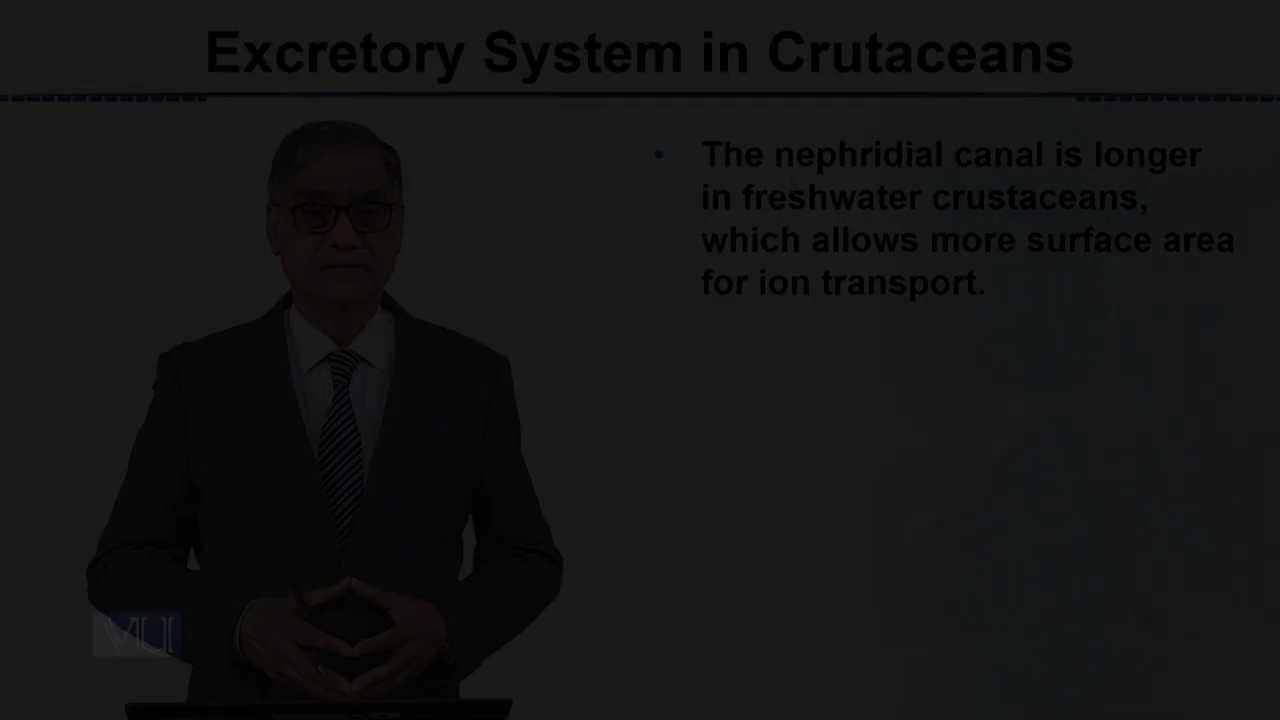 Excretory System in Crutaceans
• The nephridial canal is longer
in freshwater crustaceans,
which allows more surface area
for ion transport.
VU